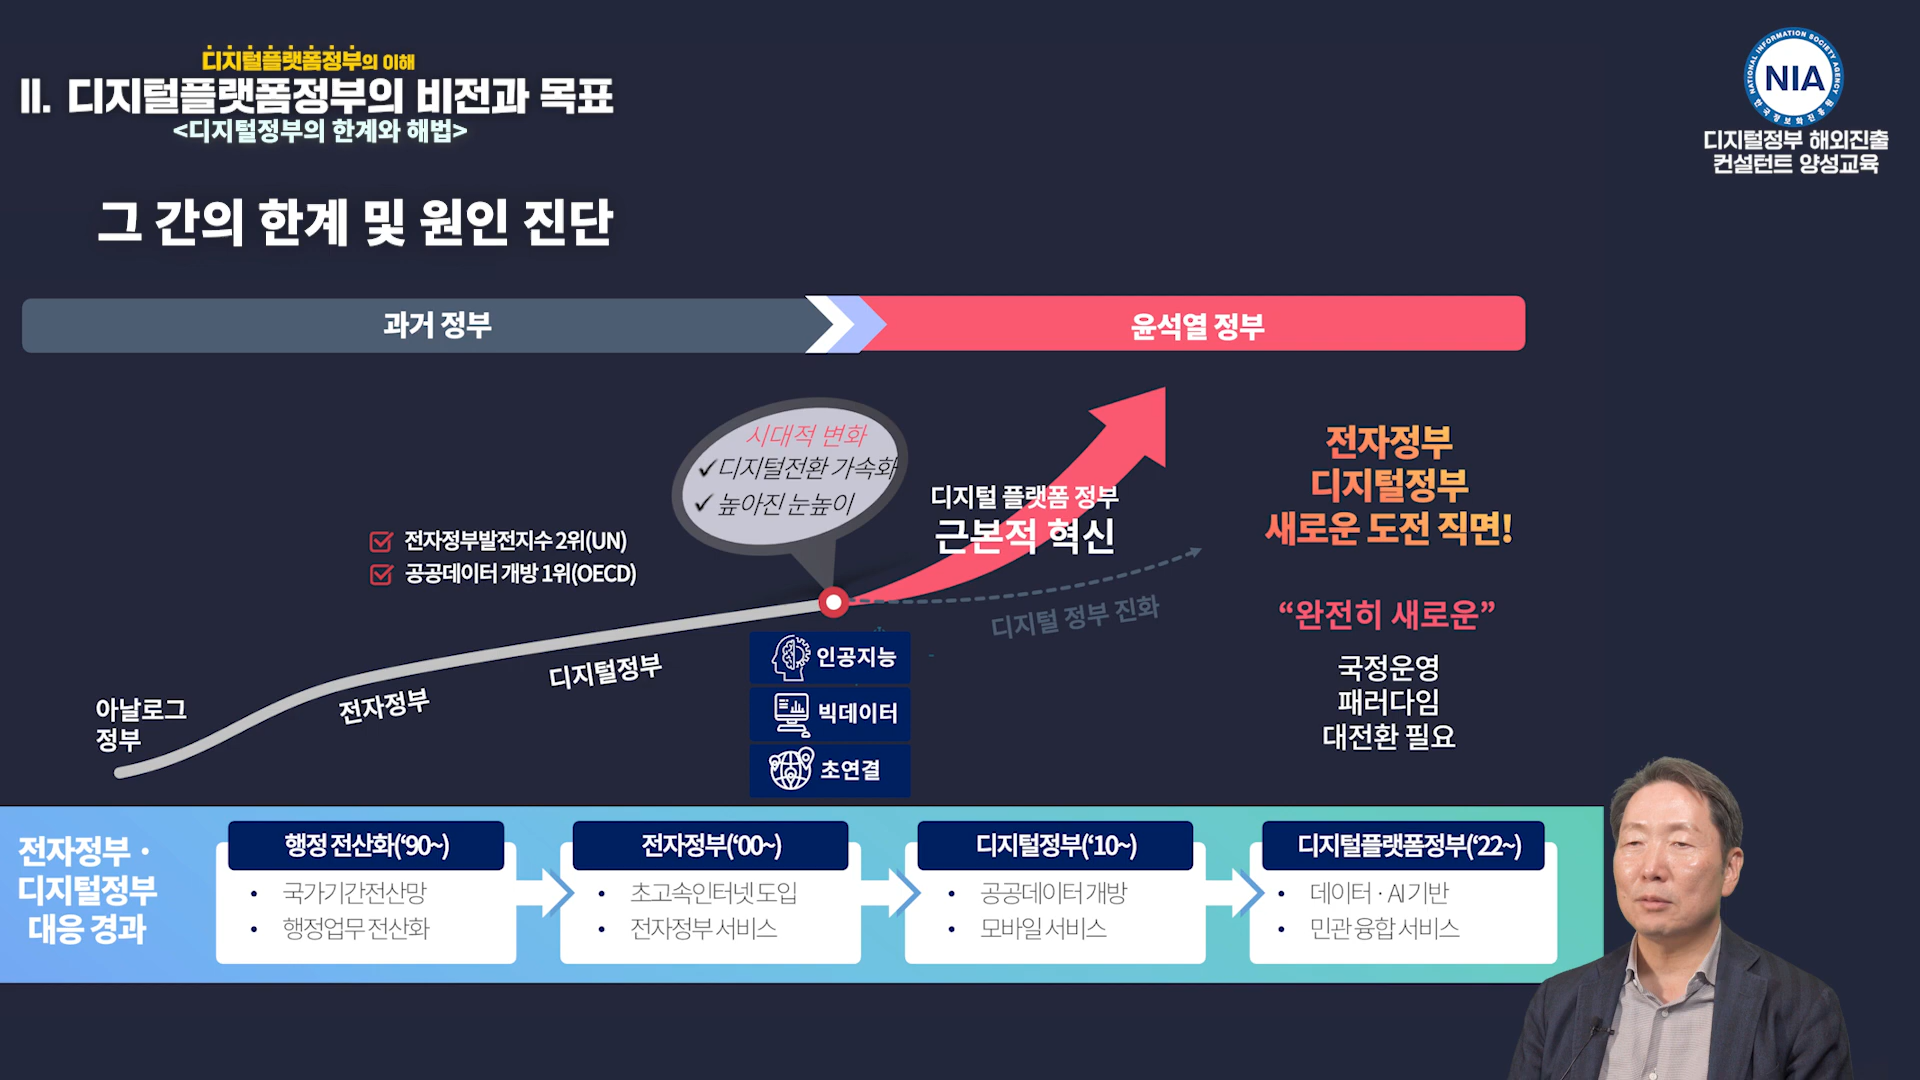 디지털플랫폼정부의 이해
II. 디지털플랫폼정부의 비전과 목표
<디지털정부의 한계와 해법>
NATIONAL INFORMATION SOCIETY AGENCY
NIA
한국정보화진흥원
디지털정부 해외진출
컨설턴트 양성교육
그 간의 한계 및 원인 진단
과거 정부
윤석열 정부
시대적 변화
✓디지털전환 가속화
✓ 높아진 눈높이
전자정부발전지수 2위(UN)
공공데이터 개방 1위(OECD)
디지털 플랫폼 정부
근본적 혁신
디지털 정부 진화
아날로그
정부
전자정부
디지털정부
인공지능
빅데이터
초연결
전자정부
디지털정부
새로운 도전 직면!
“완전히 새로운”
국정운영
패러다임
대전환 필요
전자정부 ·
디지털정부
대응 경과
행정 전산화(‘90~)
• 국가기간전산망
• 행정업무 전산화
전자정부(‘00~)
• 초고속인터넷 도입
• 전자정부 서비스
디지털정부(‘10~)
• 공공데이터 개방
• 모바일 서비스
디지털플랫폼정부(‘22~)
• 데이터 · AI 기반
• 민관 융합 서비스